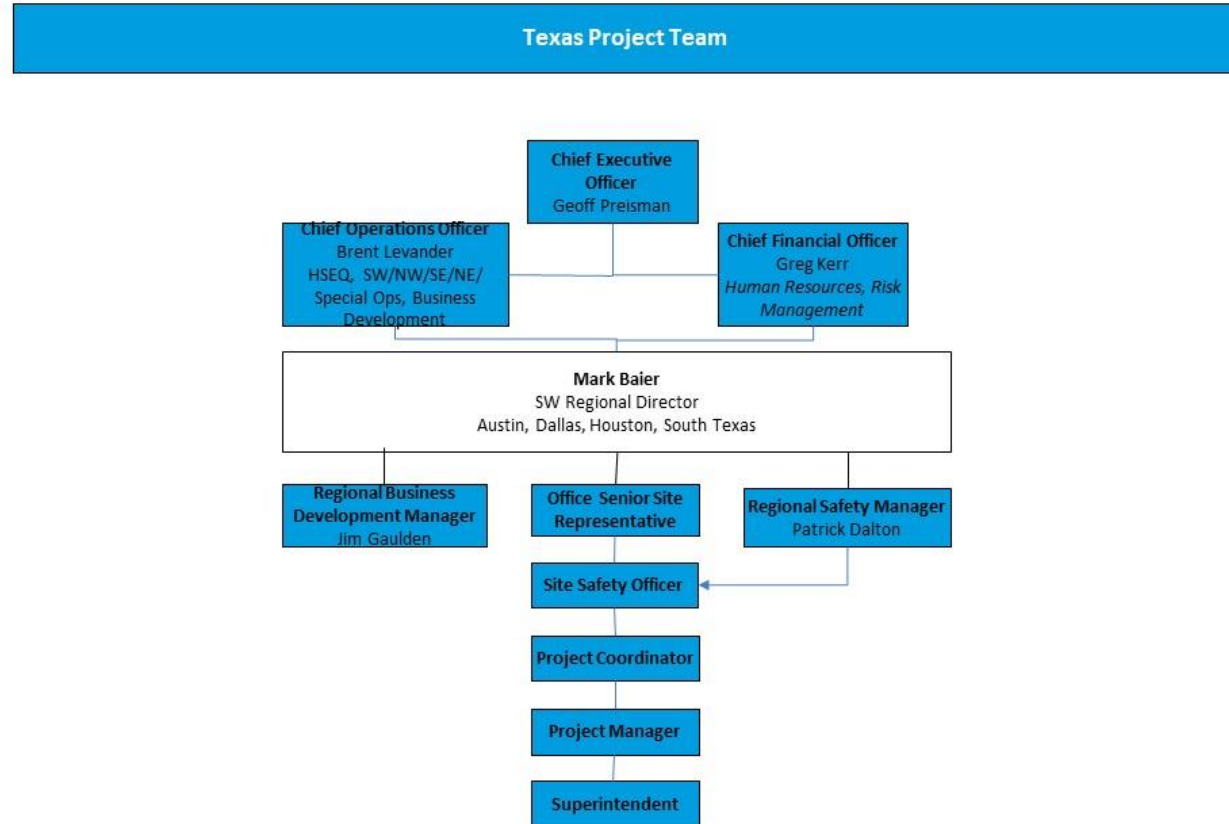 Texas Project Team
Chief Executive
Officer
Geoff Preisman
Chief Operations Officer
Brent Levander
HSEQ, SW/NW/SE/NE/
Special Ops, Business
Development
Chief Financial Officer
Greg Kerr
Human Resources, Risk
Management
Mark Baier
SW Regional Director
Austin, Dallas, Houston, South Texas
Regional Business
Development Manager
Jim Gaulden
Office Senior Site
Representative
Regional Safety Manager
Patrick Dalton
Site Safety Officer
Project Coordinator
Project Manager
Superintendent